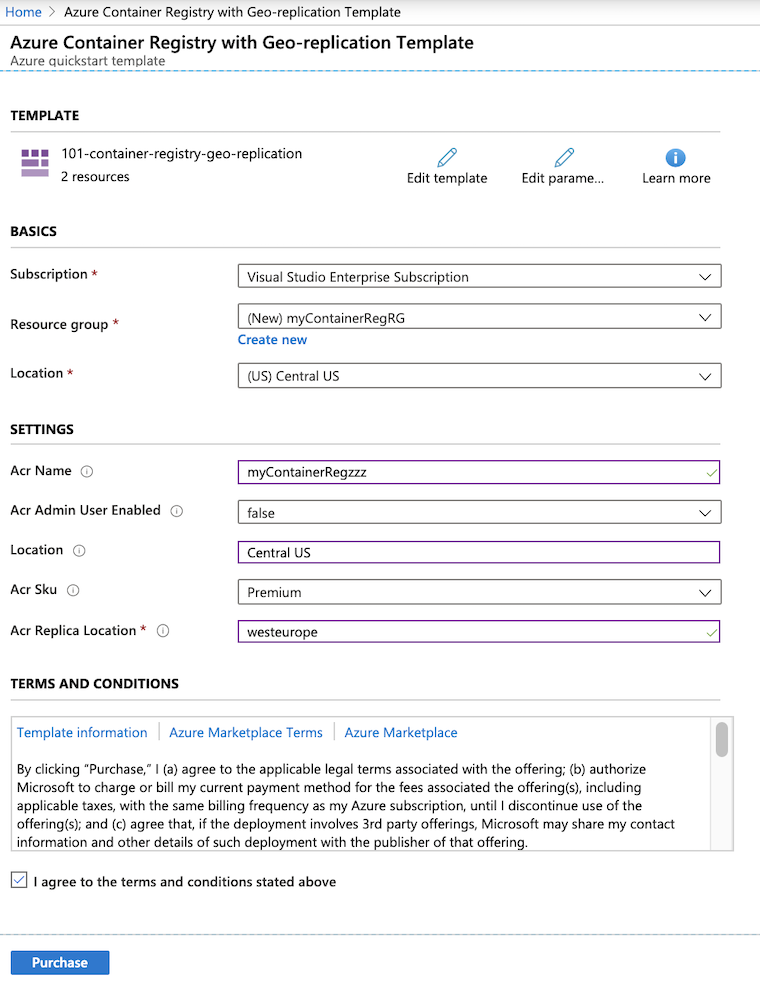 Home > Azure Container Registry with Geo-replication Template
Azure Container Registry with Geo-replication Template
Azure quickstart template
TEMPLATE
101-container-registry-geo-replication
2 resources
Edit template
Edit parame...
Learn more
BASICS
Subscription *
Visual Studio Enterprise Subscription
Resource group *
(New) myContainerRegRG
Create new
Location *
(US) Central US
SETTINGS
Acr Name
myContainerRegzzz
Acr Admin User Enabled
false
Location
Central US
Acr Sku
Premium
Acr Replica Location *
westeurope
TERMS AND CONDITIONS
Template information | Azure Marketplace Terms | Azure Marketplace
By clicking “Purchase,” I (a) agree to the applicable legal terms associated with the offering; (b) authorize
Microsoft to charge or bill my current payment method for the fees associated the offering(s), including
applicable taxes, with the same billing frequency as my Azure subscription, until I discontinue use of the
offering(s); and (c) agree that, if the deployment involves 3rd party offerings, Microsoft may share my contact
information and other details of such deployment with the publisher of that offering.
I agree to the terms and conditions stated above
Purchase